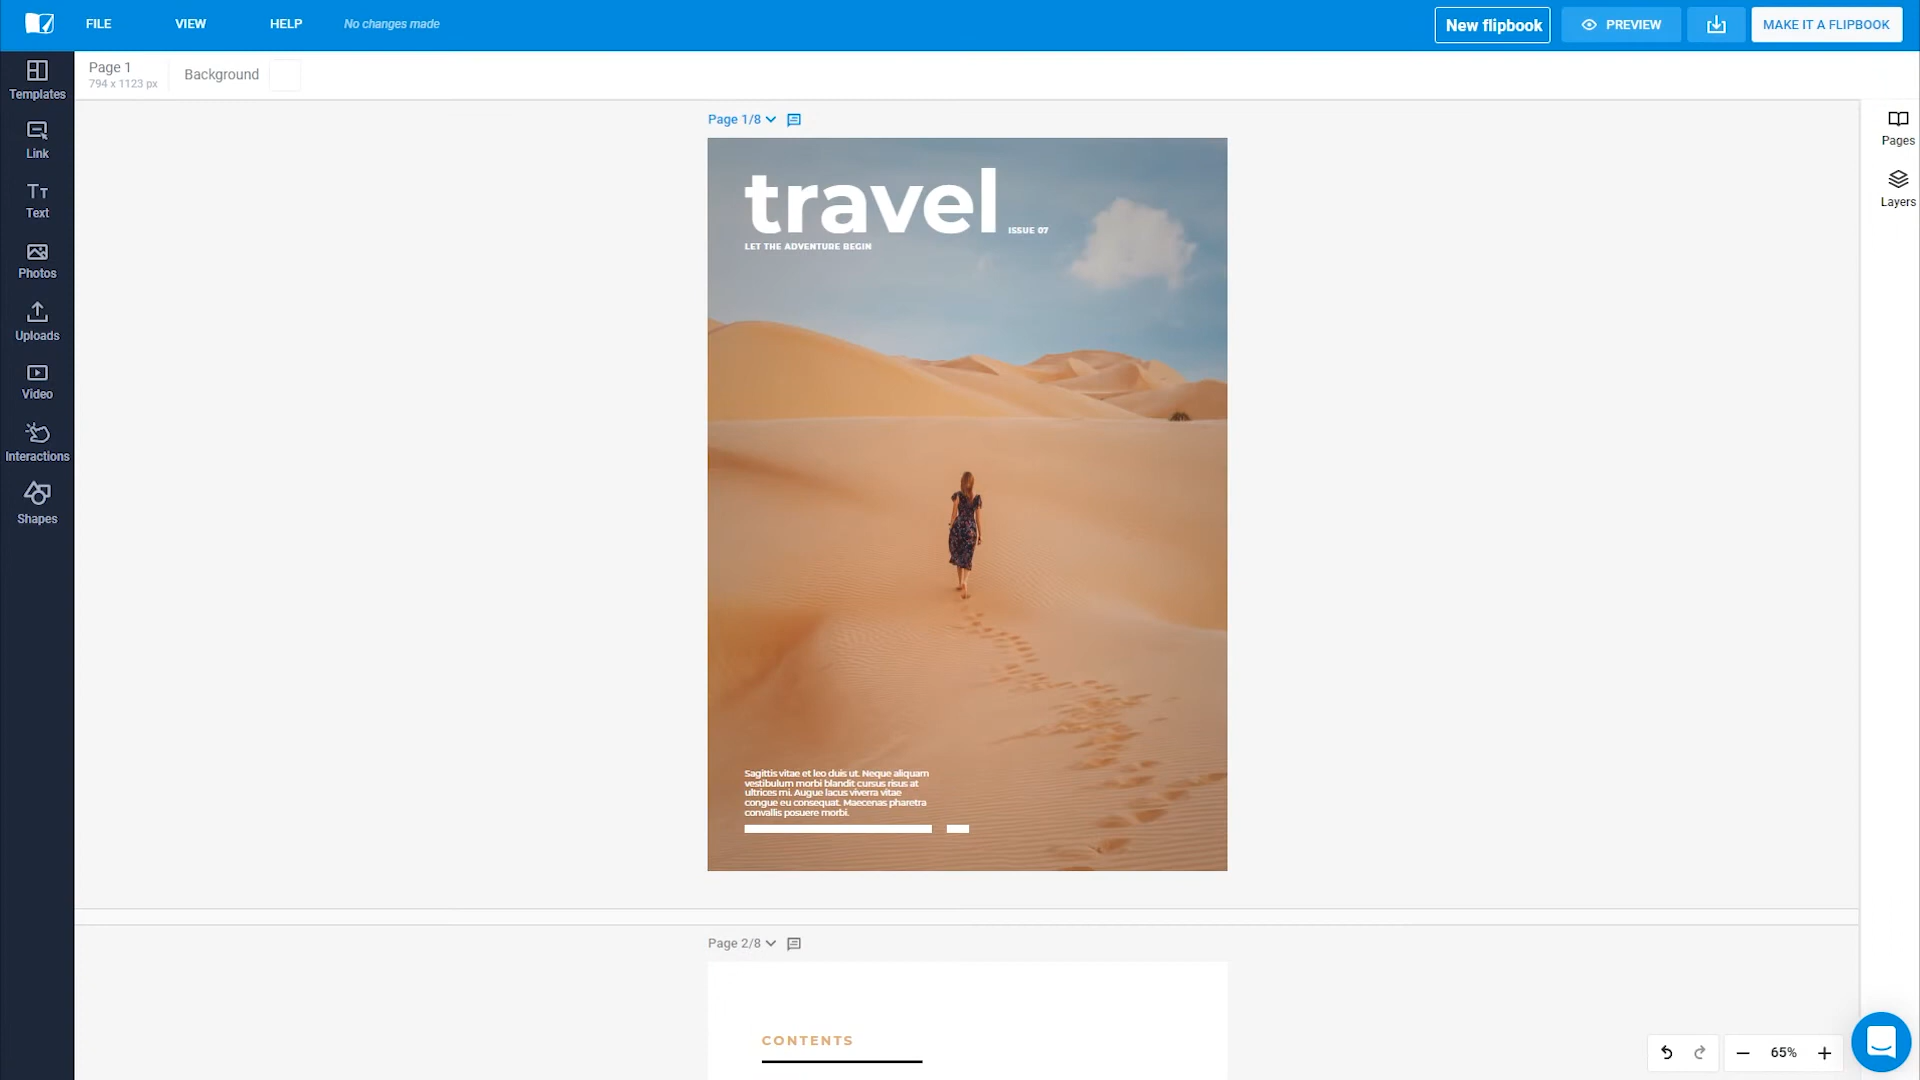 FILE
VIEW
HELP
No changes made
New flipbook
PREVIEW
MAKE IT A FLIPBOOK
Page 1
794 x 1123 px
Background
Templates
Link
Text
Photos
Uploads
Video
Interactions
Shapes
Page 1/8
travel
ISSUE 07
LET THE ADVENTURE BEGIN
Sagittis vitae et leo duis ut. Neque aliquam
vestibulum morbi blandit cursus risus at
ultrices mi. Augue lacus viverra vitae
congue eu consequat. Maecenas pharetra
convallis posuere morbi.
Page 2/8
CONTENTS
Pages
Layers
65%